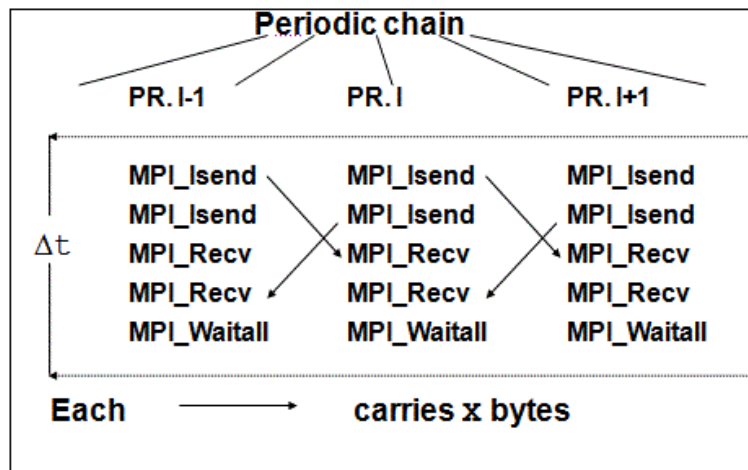 Periodic chain
PR. I-1 PR. I PR. I+1
MPI_Isend MPI_Isend MPI_Isend
MPI_Isend MPI_Isend MPI_Isend
Δt MPI_Recv MPI_Recv MPI_Recv
MPI_Recv MPI_Recv MPI_Recv
MPI_Waitall MPI_Waitall MPI_Waitall
Each carries x bytes